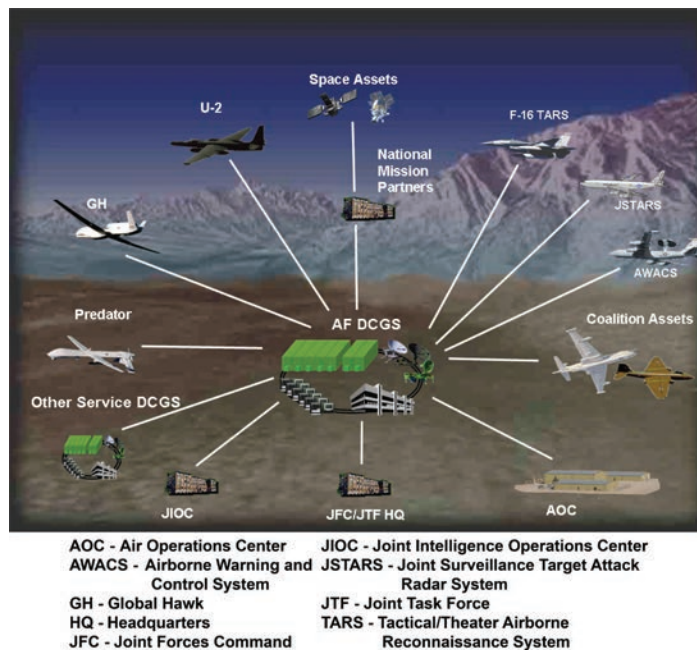 Space Assets
U-2
F-16 TARS
National
Mission
Partners
GH
JSTARS
AWACS
Predator
AF DCGS
Coalition Assets
Other Service DCGS
JIOC
JFC/JTF HQ
AOC
AOC - Air Operations Center
AWACS - Airborne Warning and
Control System
GH - Global Hawk
HQ - Headquarters
JFC - Joint Forces Command
JIOC - Joint Intelligence Operations Center
JSTARS - Joint Surveillance Target Attack
Radar System
JTF - Joint Task Force
TARS - Tactical/Theater Airborne
Reconnaissance System